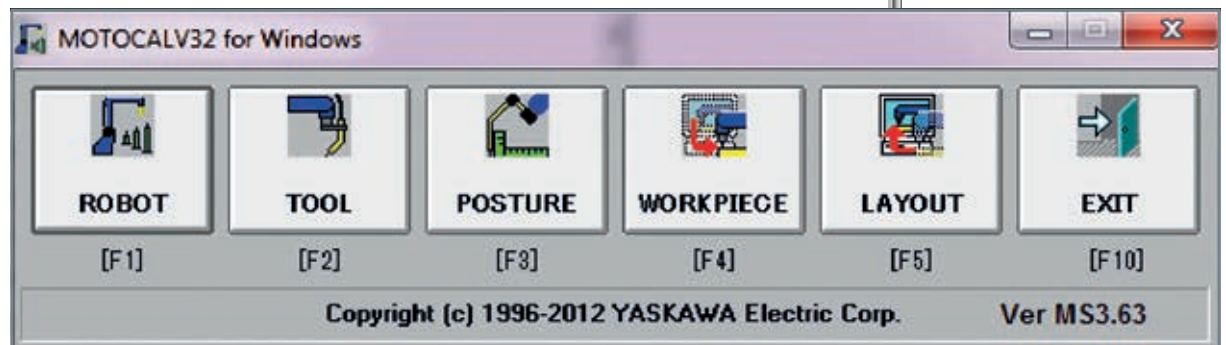 MOTOCALV32 for Windows
ROBOT TOOL POSTURE WORKPIECE LAYOUT EXIT
[F1] [F2] [F3] [F4] [F5] [F10]
Copyright (c) 1996-2012 YASKAWA Electric Corp. Ver MS3.63